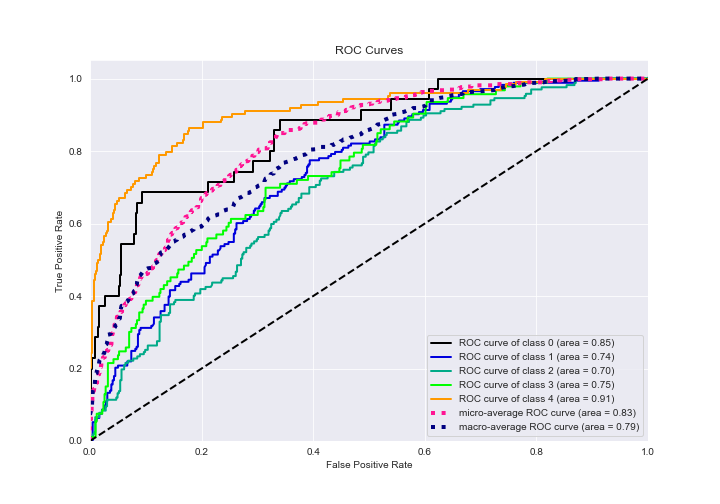 ROC Curves
True Positive Rate
1.0
0.8
0.6
0.4
0.2
0.0
0.0 0.2 0.4 0.6 0.8 1.0
False Positive Rate
ROC curve of class 0 (area = 0.85)
ROC curve of class 1 (area = 0.74)
ROC curve of class 2 (area = 0.70)
ROC curve of class 3 (area = 0.75)
ROC curve of class 4 (area = 0.91)
micro-average ROC curve (area = 0.83)
macro-average ROC curve (area = 0.79)